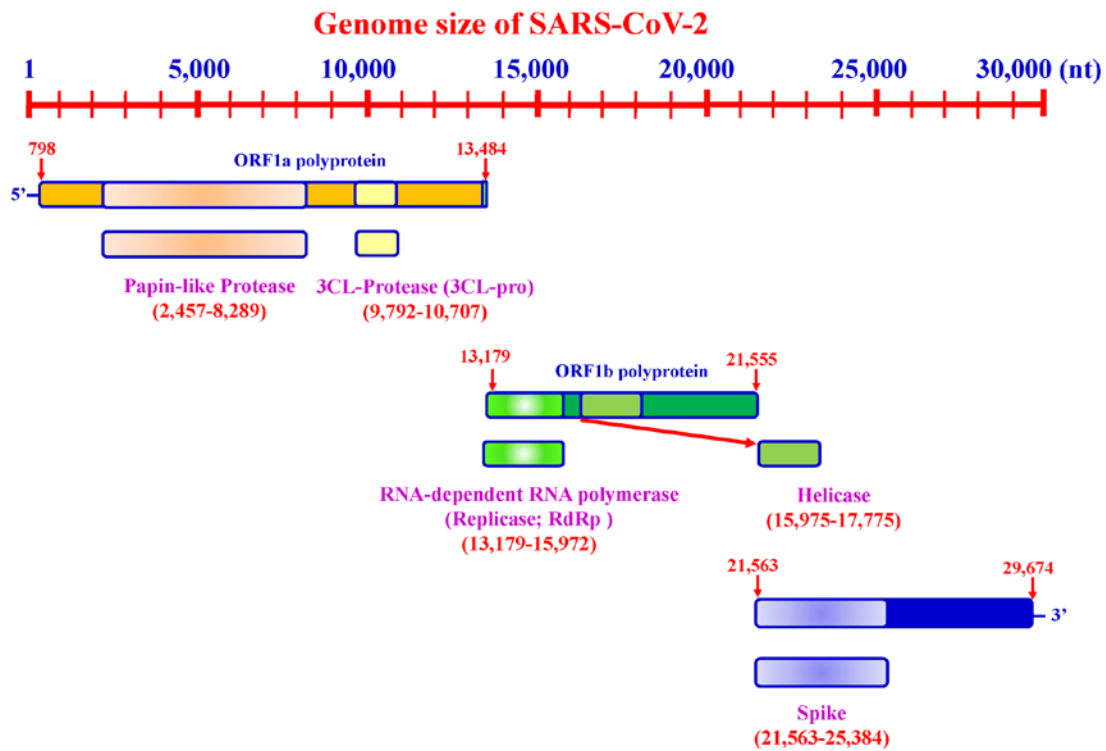 Genome size of SARS-CoV-2
1 5,000 10,000 15,000 20,000 25,000 30,000 (nt)
798 ORF1a polyprotein 13,484
5’
Papin-like Protease
(2,457-8,289)
3CL-Protease (3CL-pro)
(9,792-10,707)
13,179 ORF1b polyprotein 21,555
RNA-dependent RNA polymerase
(Replicase; RdRp )
(13,179-15,972)
Helicase
(15,975-17,775)
21,563 29,674
3’
Spike
(21,563-25,384)